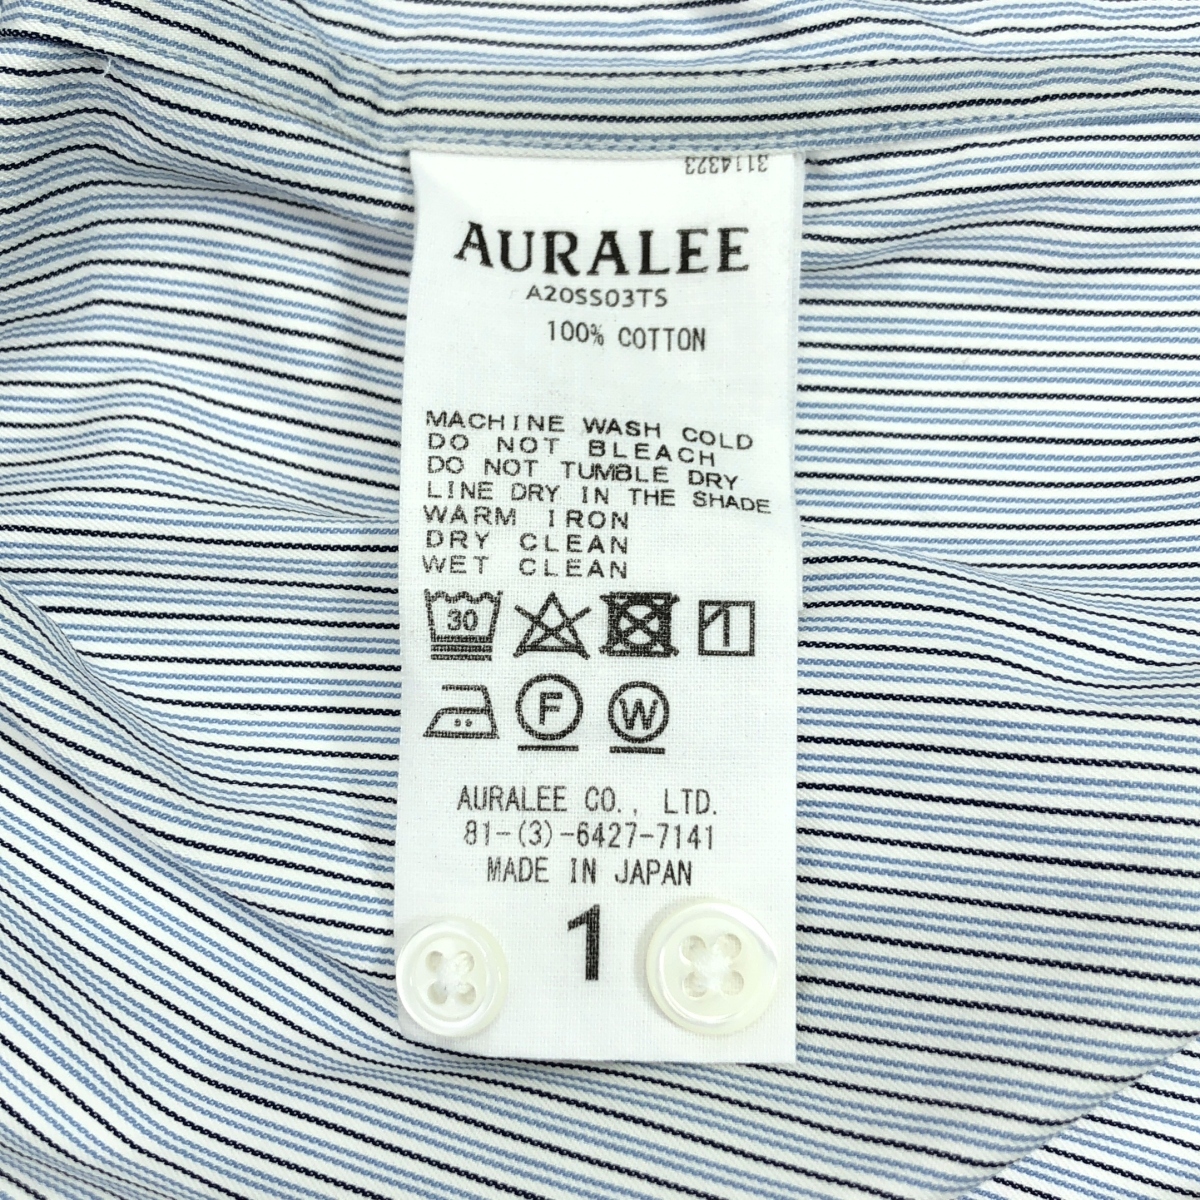 3114323
AURALEE
A20SS03TS
100% COTTON
MACHINE WASH COLD
DO NOT BLEACH
DO NOT TUMBLE DRY
LINE DRY IN THE SHADE
WARM IRON
DRY CLEAN
WET CLEAN
30
F W
AURALEE CO., LTD.
81-(3)-6427-7141
MADE IN JAPAN
1